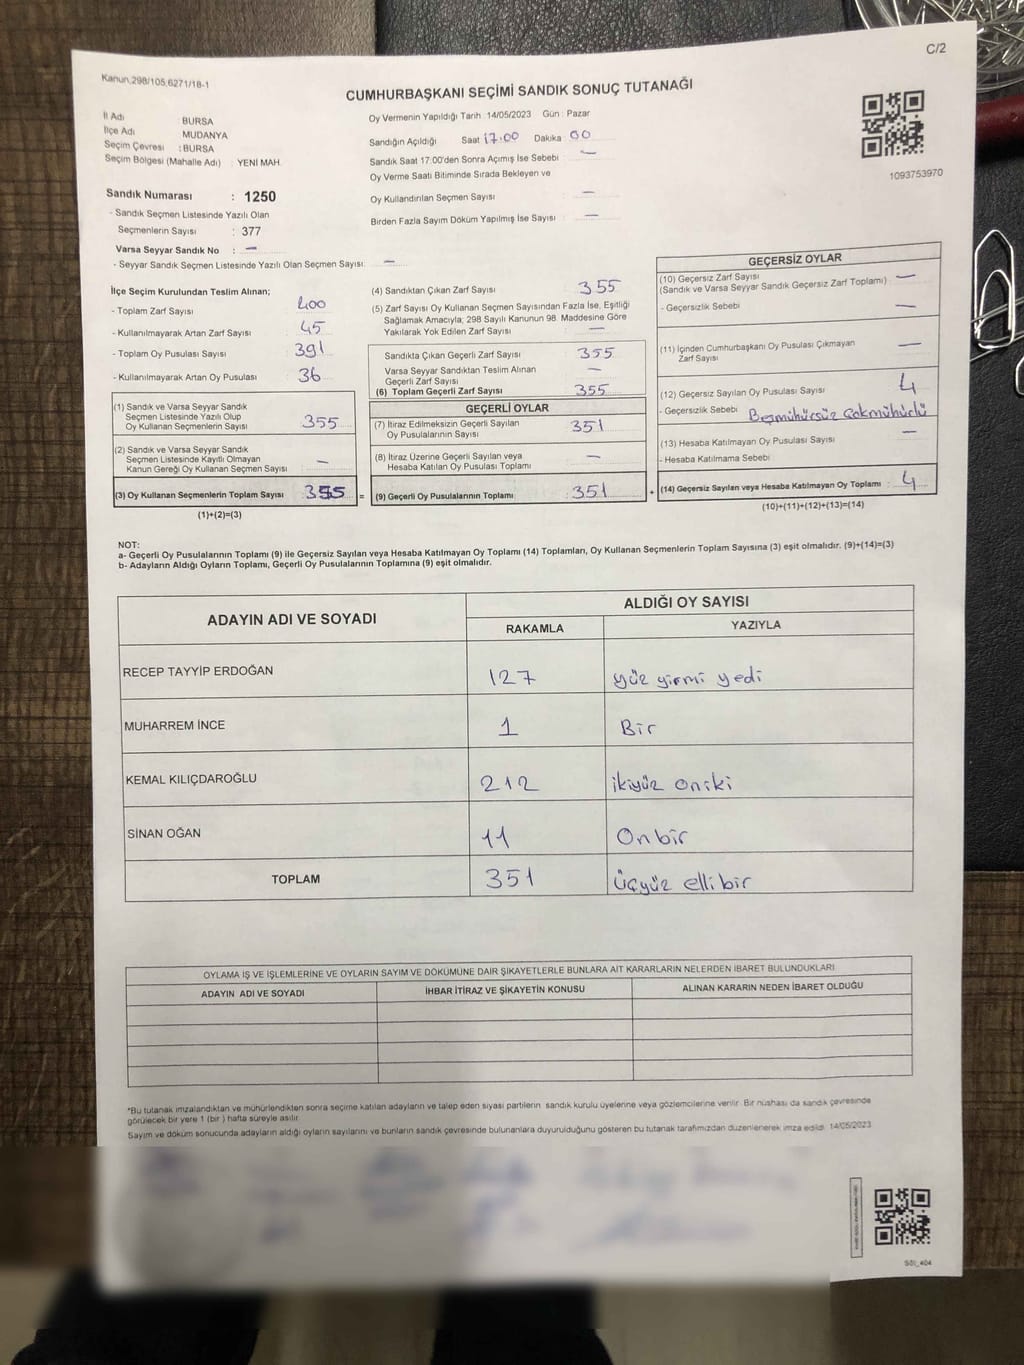 C/2
Kanun,298/105,6271/18-1
CUMHURBAŞKANI SEÇİMİ SANDIK SONUÇ TUTANAĞI
İl Adı : BURSA
İlçe Adı MUDANYA
Seçim Çevresi : BURSA
Seçim Bölgesi (Mahalle Adı) : YENİ MAH.
Sandık Numarası : 1250
- Sandık Seçmen Listesinde Yazılı Olan
Seçmenlerin Sayısı : 377
Varsa Seyyar Sandık No : —
- Seyyar Sandık Seçmen Listesinde Yazılı Olan Seçmen Sayısı: —
Oy Vermenin Yapıldığı Tarih 14/05/2023 Gün : Pazar
Sandığın Açıldığı Saat 17:00 Dakika 00
Sandık Saat 17:00'den Sonra Açımış İse Sebebi —
Oy Verme Saati Bitiminde Sırada Bekleyen ve
Oy Kullandırılan Seçmen Sayısı —
Birden Fazla Sayım Döküm Yapılmış İse Sayısı —
1093753970
İlçe Seçim Kurulundan Teslim Alınan;
- Toplam Zarf Sayısı 400
- Kullanılmayarak Artan Zarf Sayısı 45
- Toplam Oy Pusulası Sayısı 391
- Kullanılmayarak Artan Oy Pusulası 36
(1) Sandık ve Varsa Seyyar Sandık
Seçmen Listesinde Yazılı Olup
Oy Kullanan Seçmenlerin Sayısı 355
(2) Sandık ve Varsa Seyyar Sandık
Seçmen Listesinde Kayıtlı Olmayan
Kanun Gereği Oy Kullanan Seçmen Sayısı —
(3) Oy Kullanan Seçmenlerin Toplam Sayısı 355 =
(1)+(2)=(3)
(4) Sandıktan Çıkan Zarf Sayısı 355
(5) Zarf Sayısı Oy Kullanan Seçmen Sayısından Fazla İse, Eşitliği
Sağlamak Amacıyla; 298 Sayılı Kanunun 98. Maddesine Göre
Yakılarak Yok Edilen Zarf Sayısı —
Sandıkta Çıkan Geçerli Zarf Sayısı 355
Varsa Seyyar Sandıktan Teslim Alınan
Geçerli Zarf Sayısı —
(6) Toplam Geçerli Zarf Sayısı 355
GEÇERLİ OYLAR
(7) İtiraz Edilmeksizin Geçerli Sayılan
Oy Pusulalarının Sayısı 351
(8) İtiraz Üzerine Geçerli Sayılan veya
Hesaba Katılan Oy Pusulası Toplamı —
(9) Geçerli Oy Pusulalarının Toplamı 351 +
GEÇERSİZ OYLAR
(10) Geçersiz Zarf Sayısı
(Sandık ve Varsa Seyyar Sandık Geçersiz Zarf Toplamı) —
- Geçersizlik Sebebi —
(11) İçinden Cumhurbaşkanı Oy Pusulası Çıkmayan
Zarf Sayısı —
(12) Geçersiz Sayılan Oy Pusulası Sayısı 4
- Geçersizlik Sebebi Beşmühürsüz Çokmühürlü
(13) Hesaba Katılmayan Oy Pusulası Sayısı —
- Hesaba Katılmama Sebebi
(14) Geçersiz Sayılan veya Hesaba Katılmayan Oy Toplamı : 4
(10)+(11)+(12)+(13)=(14)
NOT:
a- Geçerli Oy Pusulalarının Toplamı (9) ile Geçersiz Sayılan veya Hesaba Katılmayan Oy Toplamı (14) Toplamları, Oy Kullanan Seçmenlerin Toplam Sayısına (3) eşit olmalıdır. (9)+(14)=(3)
b- Adayların Aldığı Oyların Toplamı, Geçerli Oy Pusulalarının Toplamına (9) eşit olmalıdır.
ADAYIN ADI VE SOYADI
ALDIĞI OY SAYISI
RAKAMLA YAZIYLA
RECEP TAYYİP ERDOĞAN 127 yüz yirmi yedi
MUHARREM İNCE 1 Bir
KEMAL KILIÇDAROĞLU 212 ikiyüz oniki
SİNAN OĞAN 11 Onbir
TOPLAM 351 üçyüz ellibir
OYLAMA İŞ VE İŞLEMLERİNE VE OYLARIN SAYIM VE DÖKÜMÜNE DAİR ŞİKAYETLERLE BUNLARA AİT KARARLARIN NELERDEN İBARET BULUNDUKLARI
ADAYIN ADI VE SOYADI İHBAR İTİRAZ VE ŞİKAYETİN KONUSU ALINAN KARARIN NEDEN İBARET OLDUĞU
*Bu tutanak imzalandıktan ve mühürlendikten sonra seçime katılan adayların ve talep eden siyasi partilerin sandık kurulu üyelerine veya gözlemcilerine verilir. Bir nüshası da sandık çevresinde
görülecek bir yere 1 (bir ) hafta süreyle asılır.
Sayım ve döküm sonucunda adayların aldığı oyların sayılarını ve bunların sandık çevresinde bulunanlara duyurulduğunu gösteren bu tutanak tarafımızdan düzenlenerek imza edildi. 14/05/2023